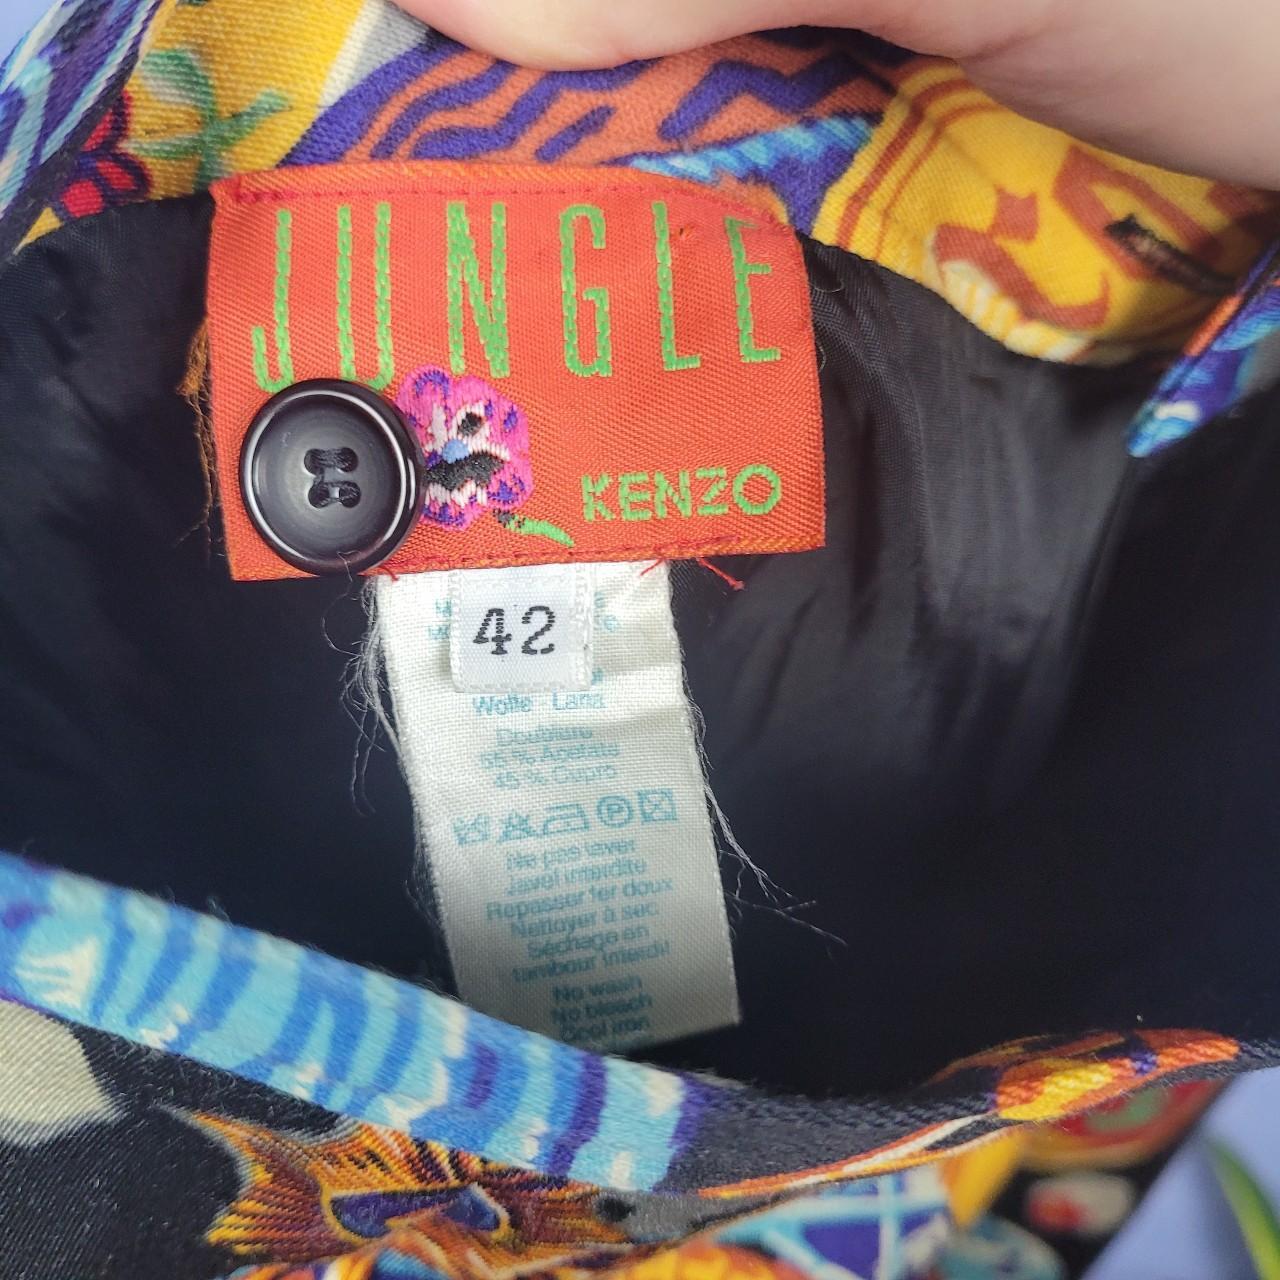 JUNGLE
KENZO
42
Wolle Lana
Doublure
55 % Acetate
45 % Cupro
Ne pas laver
Javel interdite
Repasser fer doux
Nettoyer à sec
Séchage en
tambour interdit
No wash
No bleach
Cool iron